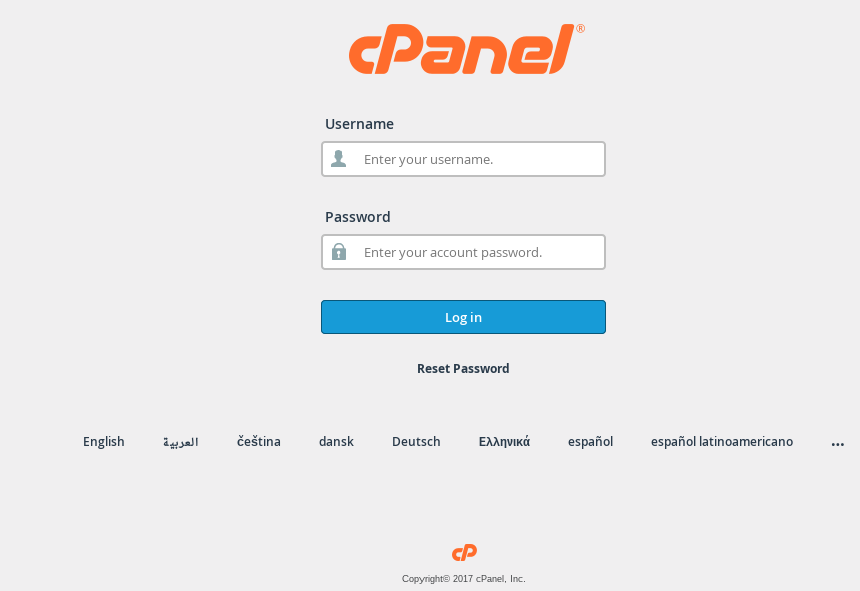 cPanel®
Username
Enter your username.
Password
Enter your account password.
Log in
Reset Password
English العربية čeština dansk Deutsch Ελληνικά español español latinoamericano ...
cP
Copyright© 2017 cPanel, Inc.